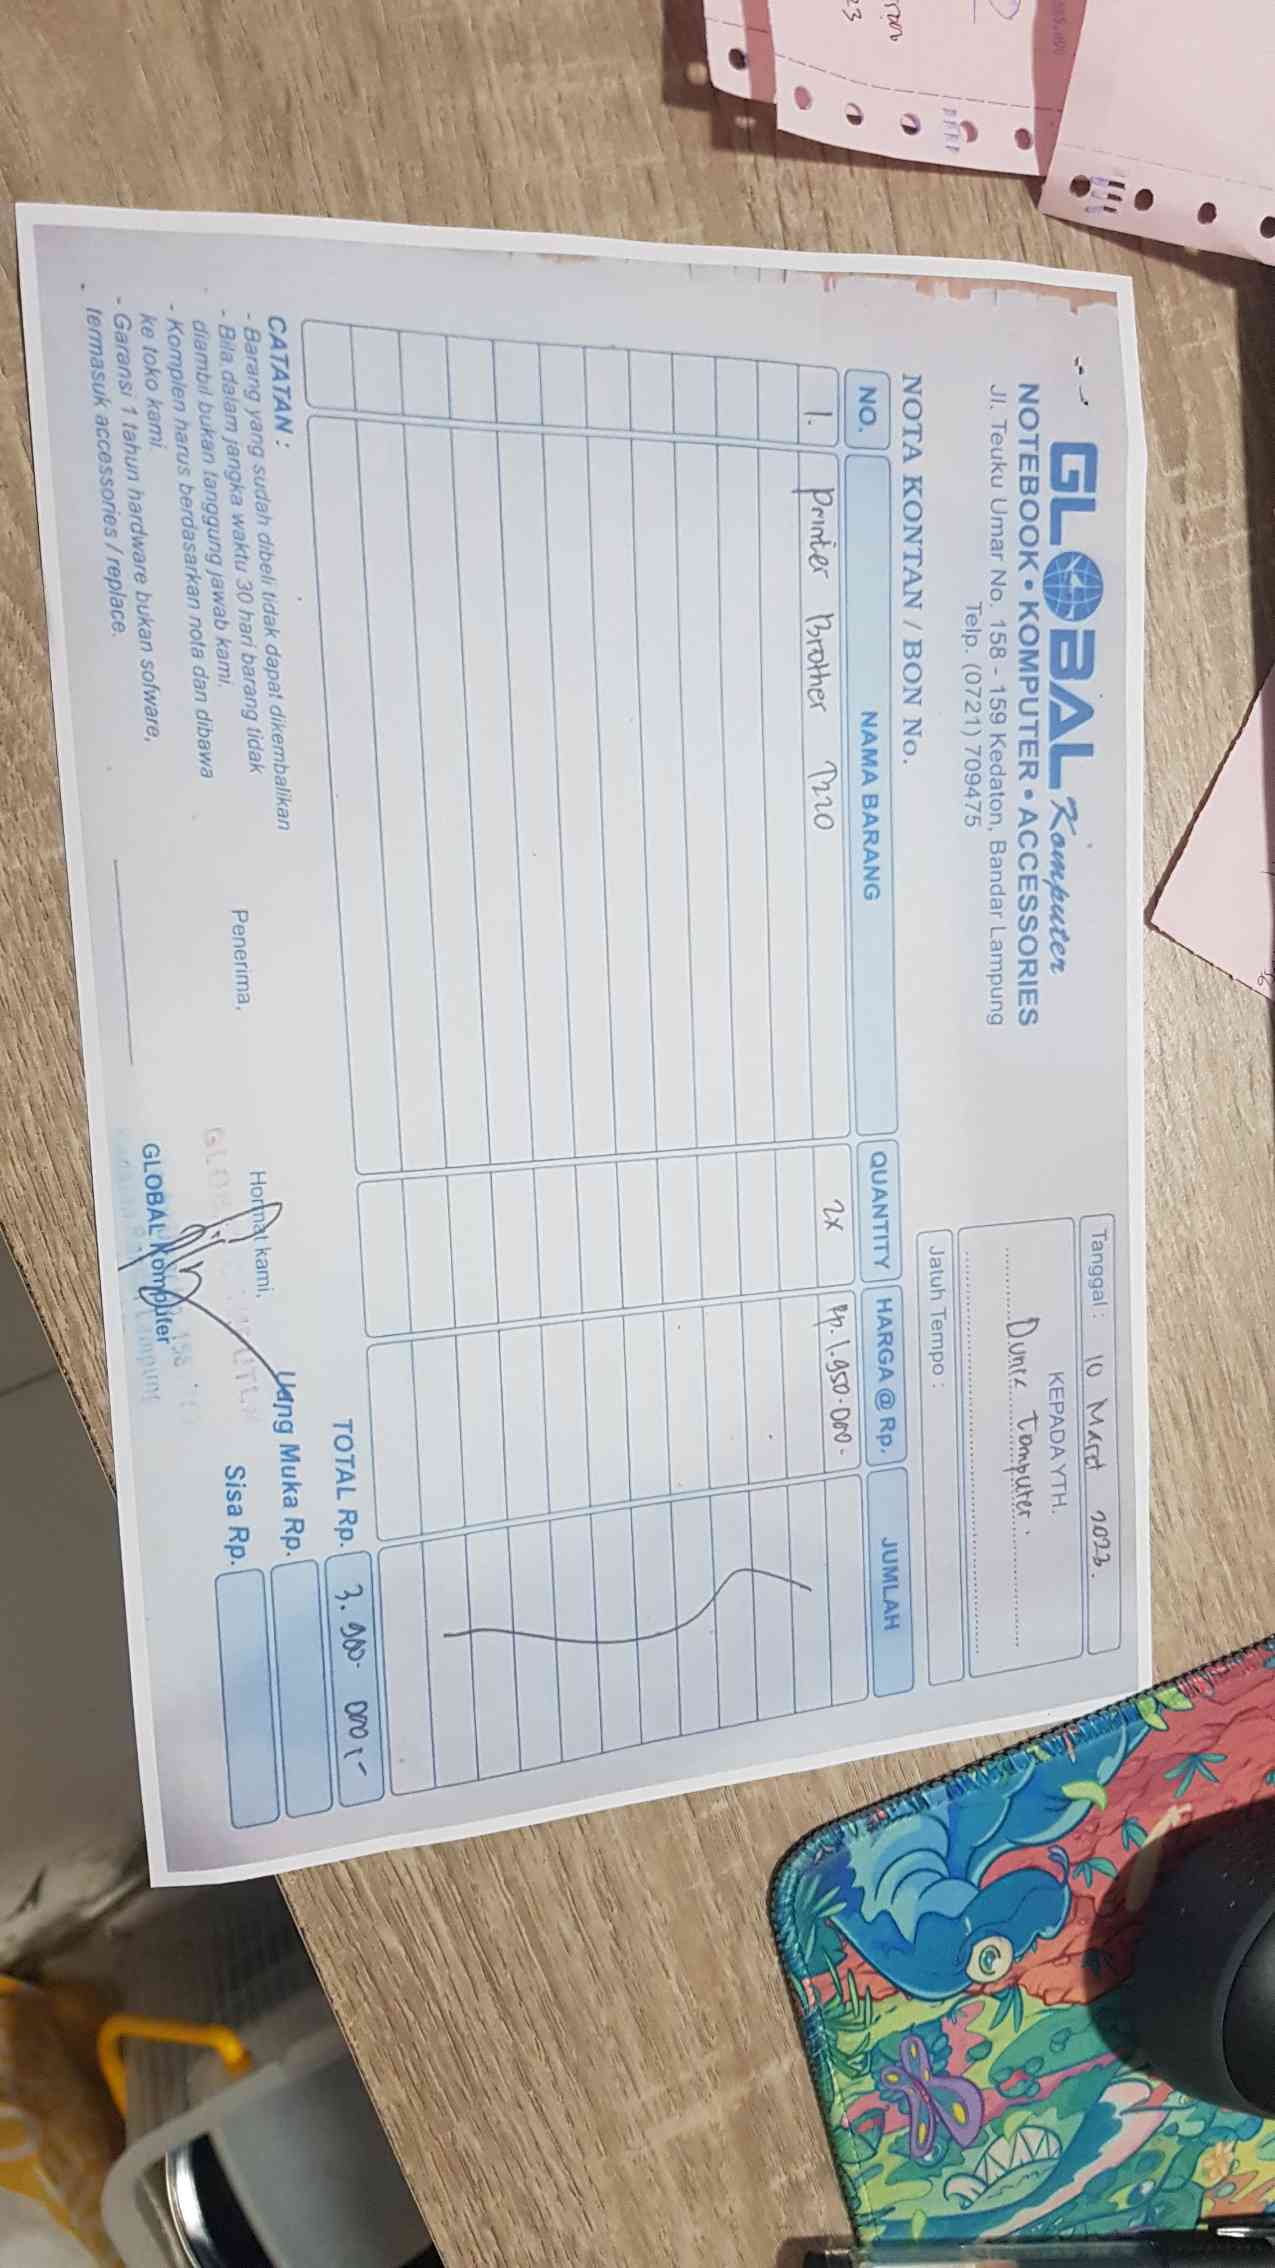 GLOBAL Komputer
NOTEBOOK • KOMPUTER • ACCESSORIES
Jl. Teuku Umar No. 158 - 159 Kedaton, Bandar Lampung
Telp. (0721) 709475
Tanggal : 10 Maret 2023.
KEPADA YTH.
Dunia Computer.
Jatuh Tempo :
NOTA KONTAN / BON No.
NO. NAMA BARANG QUANTITY HARGA @ Rp. JUMLAH
1. Printer Brother T220 2x Rp. 1.950.000.
TOTAL Rp. 3.900.000,-
Uang Muka Rp.
Sisa Rp.
CATATAN :
- Barang yang sudah dibeli tidak dapat dikembalikan
- Bila dalam jangka waktu 30 hari barang tidak
diambil bukan tanggung jawab kami.
- Komplen harus berdasarkan nota dan dibawa
ke toko kami.
- Garansi 1 tahun hardware bukan sofware,
termasuk accessories / replace.
Penerima,
Hormat kami,
GLOBAL Komputer